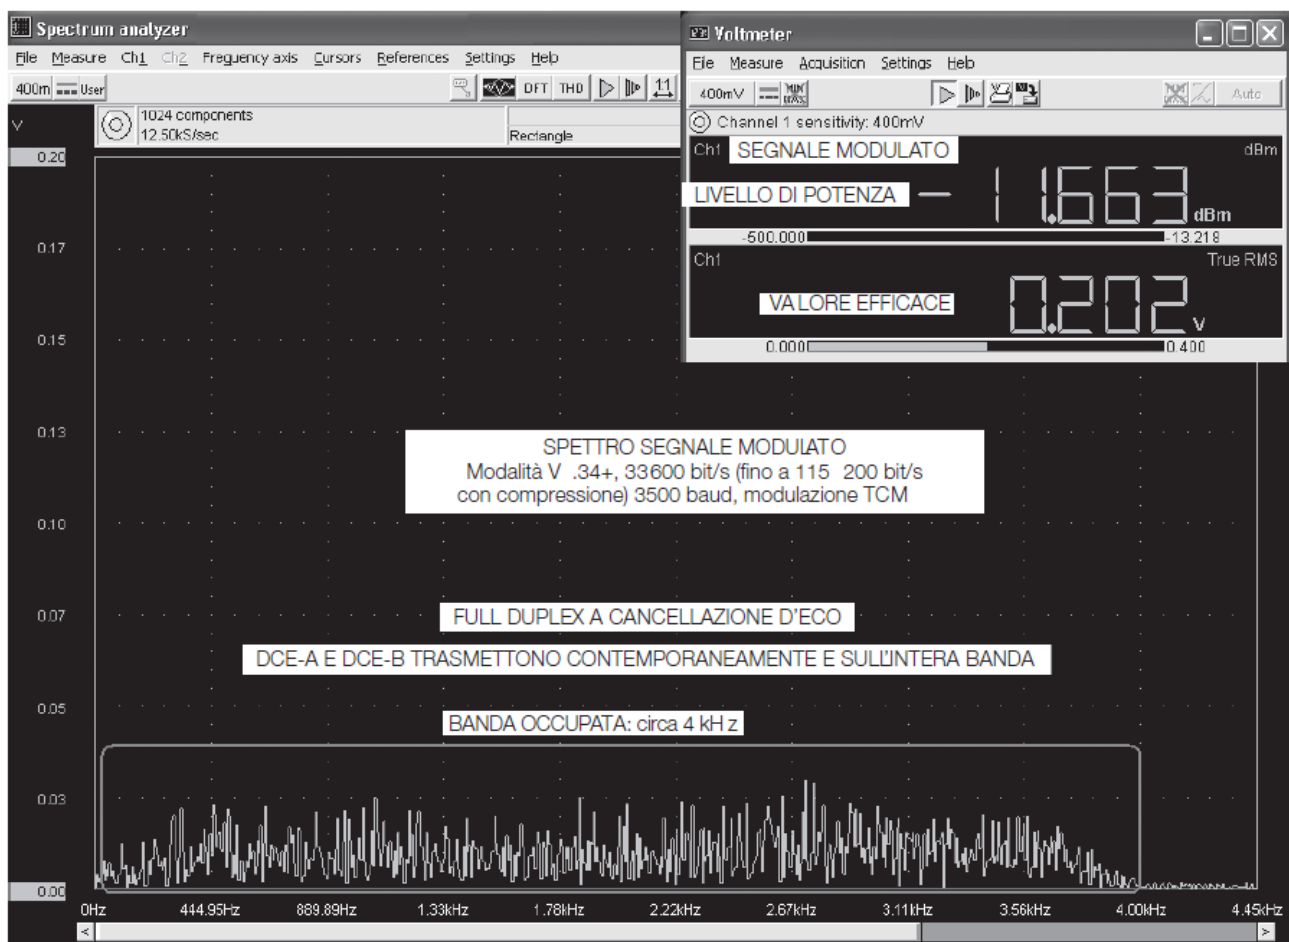 Spectrum analyzer
File Measure Ch1 Ch2 Frequency axis Cursors References Settings Help
400m User DFT THD 1:1
V
1024 components
12.50kS/sec
Rectangle
Voltmeter
File Measure Acquisition Settings Help
400mV MIN MAX Auto
Channel 1 sensitivity: 400mV
Ch1 SEGNALE MODULATO dBm
LIVELLO DI POTENZA – 11.663 dBm
-500.000 -13.218
Ch1 True RMS
VALORE EFFICACE 0.202 V
0.000 0.400
0.20
0.17
0.15
0.13
SPETTRO SEGNALE MODULATO
Modalità V .34+, 33600 bit/s (fino a 115 200 bit/s
con compressione) 3500 baud, modulazione TCM
0.10
0.07
FULL DUPLEX A CANCELLAZIONE D'ECO
DCE-A E DCE-B TRASMETTONO CONTEMPORANEAMENTE E SULL'INTERA BANDA
0.05
BANDA OCCUPATA: circa 4 kH z
0.03
0.00
0Hz 444.95Hz 889.89Hz 1.33kHz 1.78kHz 2.22kHz 2.67kHz 3.11kHz 3.56kHz 4.00kHz 4.45kHz